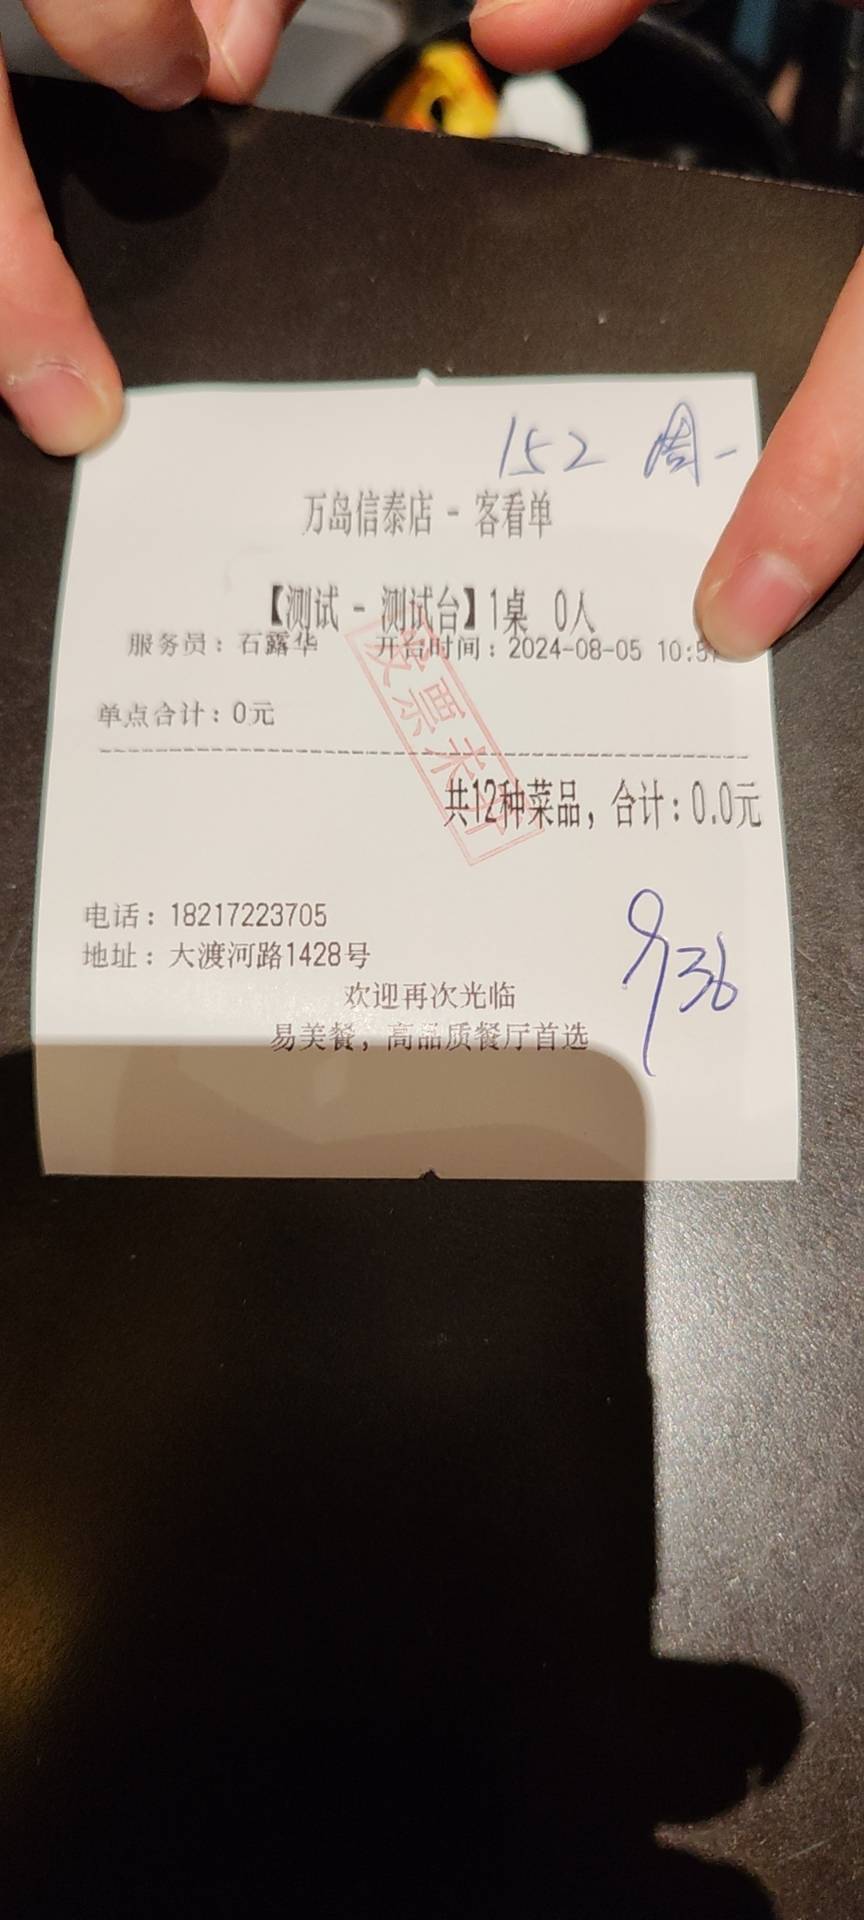 152 周一
万岛信泰店 - 客看单
【测试 - 测试台】1桌 0人
服务员：石露华 开台时间：2024-08-05 10:5
单点合计：0元
发票未开
共12种菜品，合计：0.0元
电话：18217223705
地址：大渡河路1428号
936
欢迎再次光临
易美餐，高品质餐厅首选